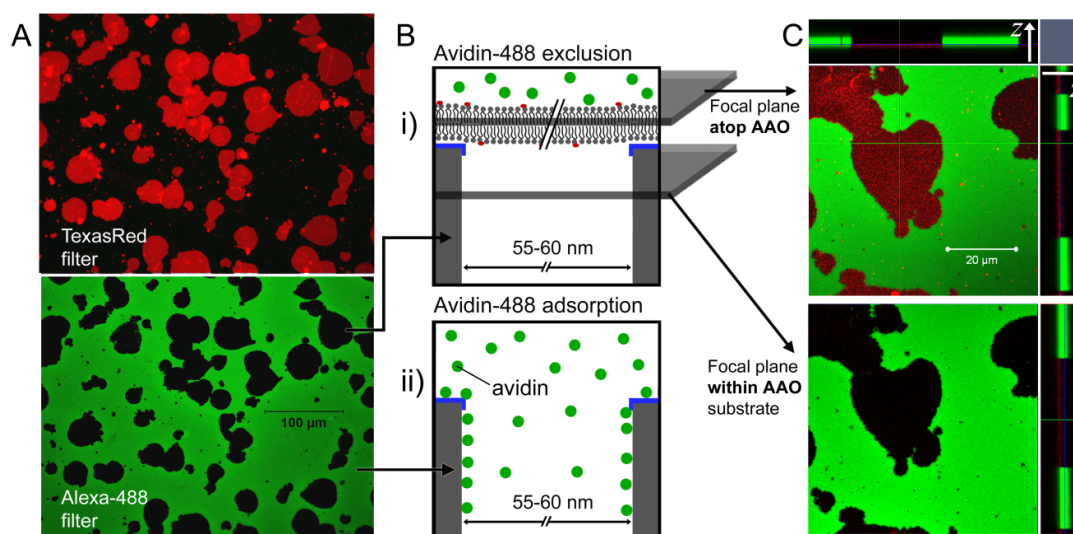 A
TexasRed
filter
Alexa-488
filter
100 µm
B
Avidin-488 exclusion
i)
55-60 nm
Focal plane
atop AAO
Avidin-488 adsorption
ii)
avidin
55-60 nm
Focal plane
within AAO
substrate
C
z
20 µm